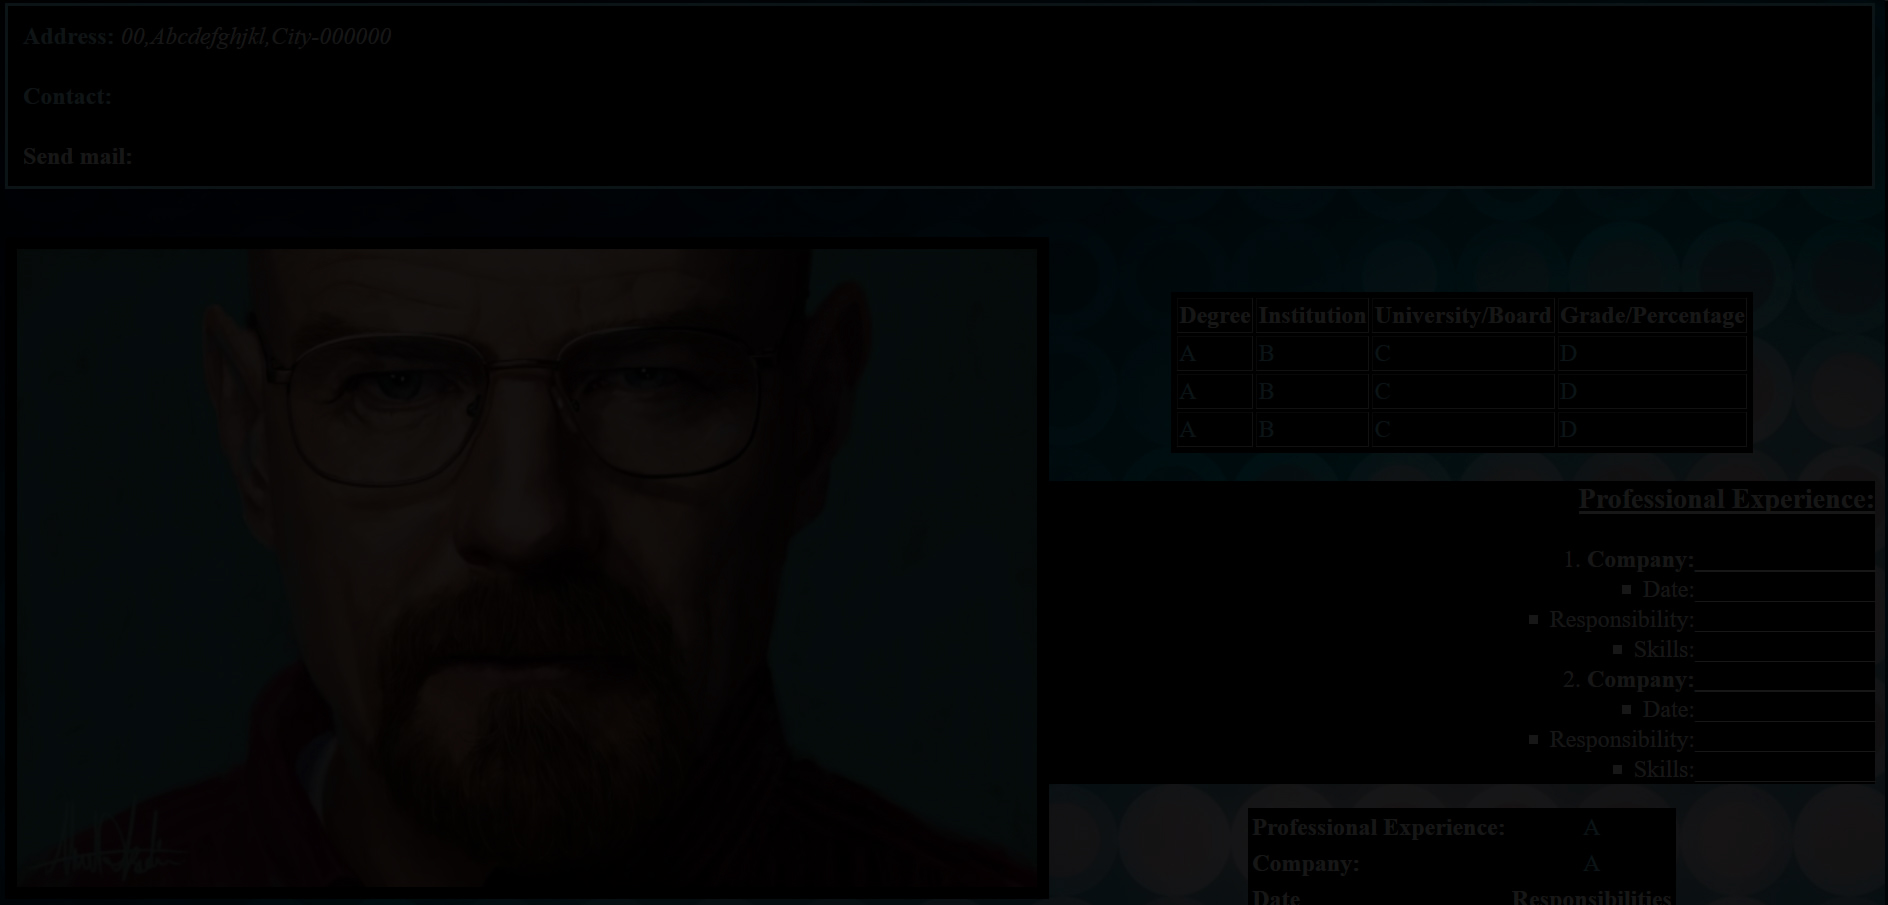 Address: 00,Abcdefghjkl,City-000000
Contact:
Send mail:
Degree Institution University/Board Grade/Percentage
A B C D
A B C D
A B C D
Professional Experience:
1. Company:
▪ Date:
▪ Responsibility:
▪ Skills:
2. Company:
▪ Date:
▪ Responsibility:
▪ Skills:
Professional Experience: A
Company: A
Date Responsibilities